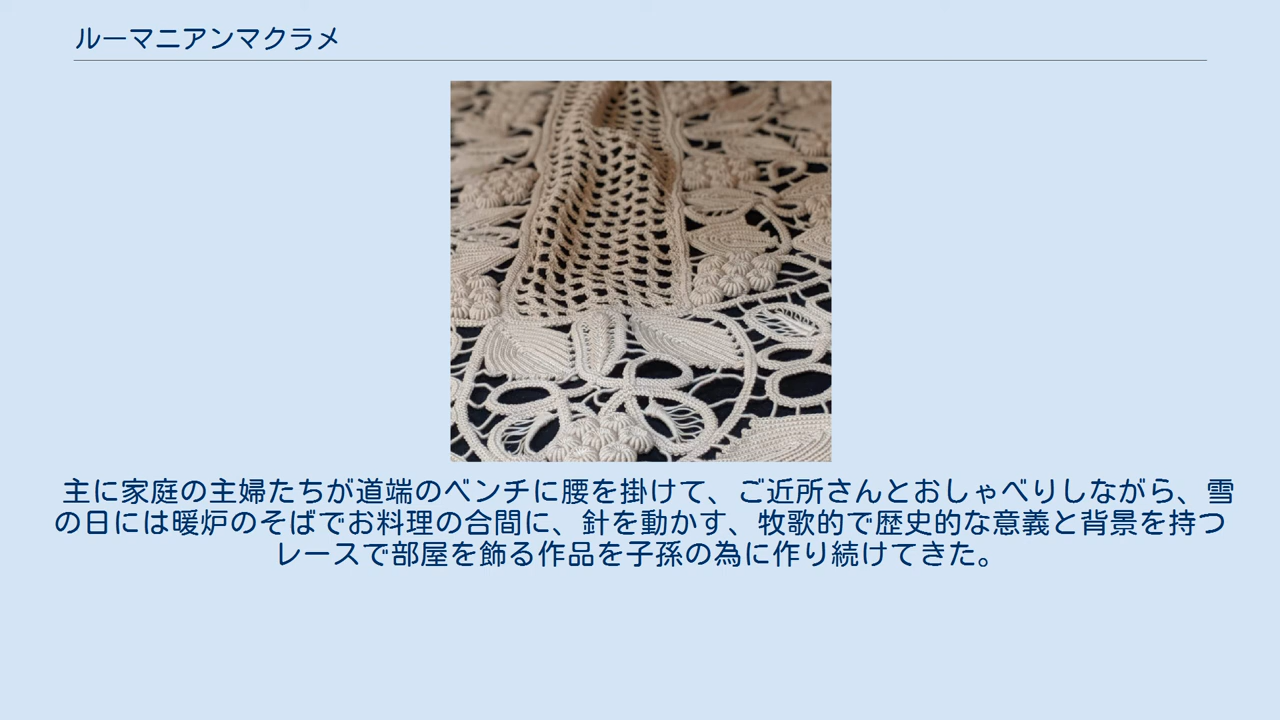 ルーマニアンマクラメ
主に家庭の主婦たちが道端のベンチに腰を掛けて、ご近所さんとおしゃべりしながら、雪
の日には暖炉のそばでお料理の合間に、針を動かす、牧歌的で歴史的な意義と背景を持つ
レースで部屋を飾る作品を子孫の為に作り続けてきた。